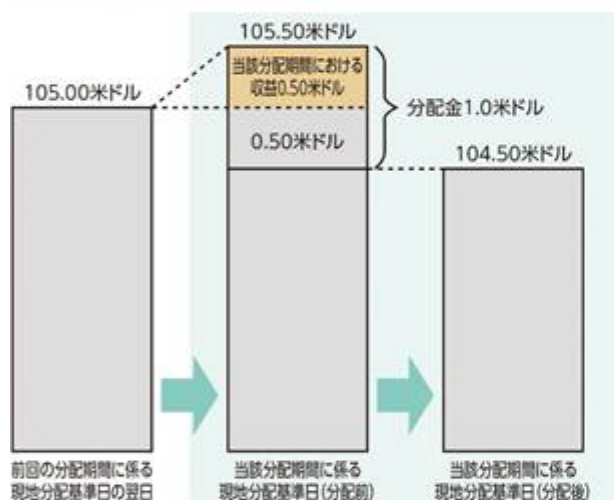 105.50米ドル
当該分配期間における
収益0.50米ドル
105.00米ドル
分配金1.0米ドル
0.50米ドル
104.50米ドル
前回の分配期間に係る
現地分配基準日の翌日
当該分配期間に係る
現地分配基準日(分配前)
当該分配期間に係る
現地分配基準日(分配後)